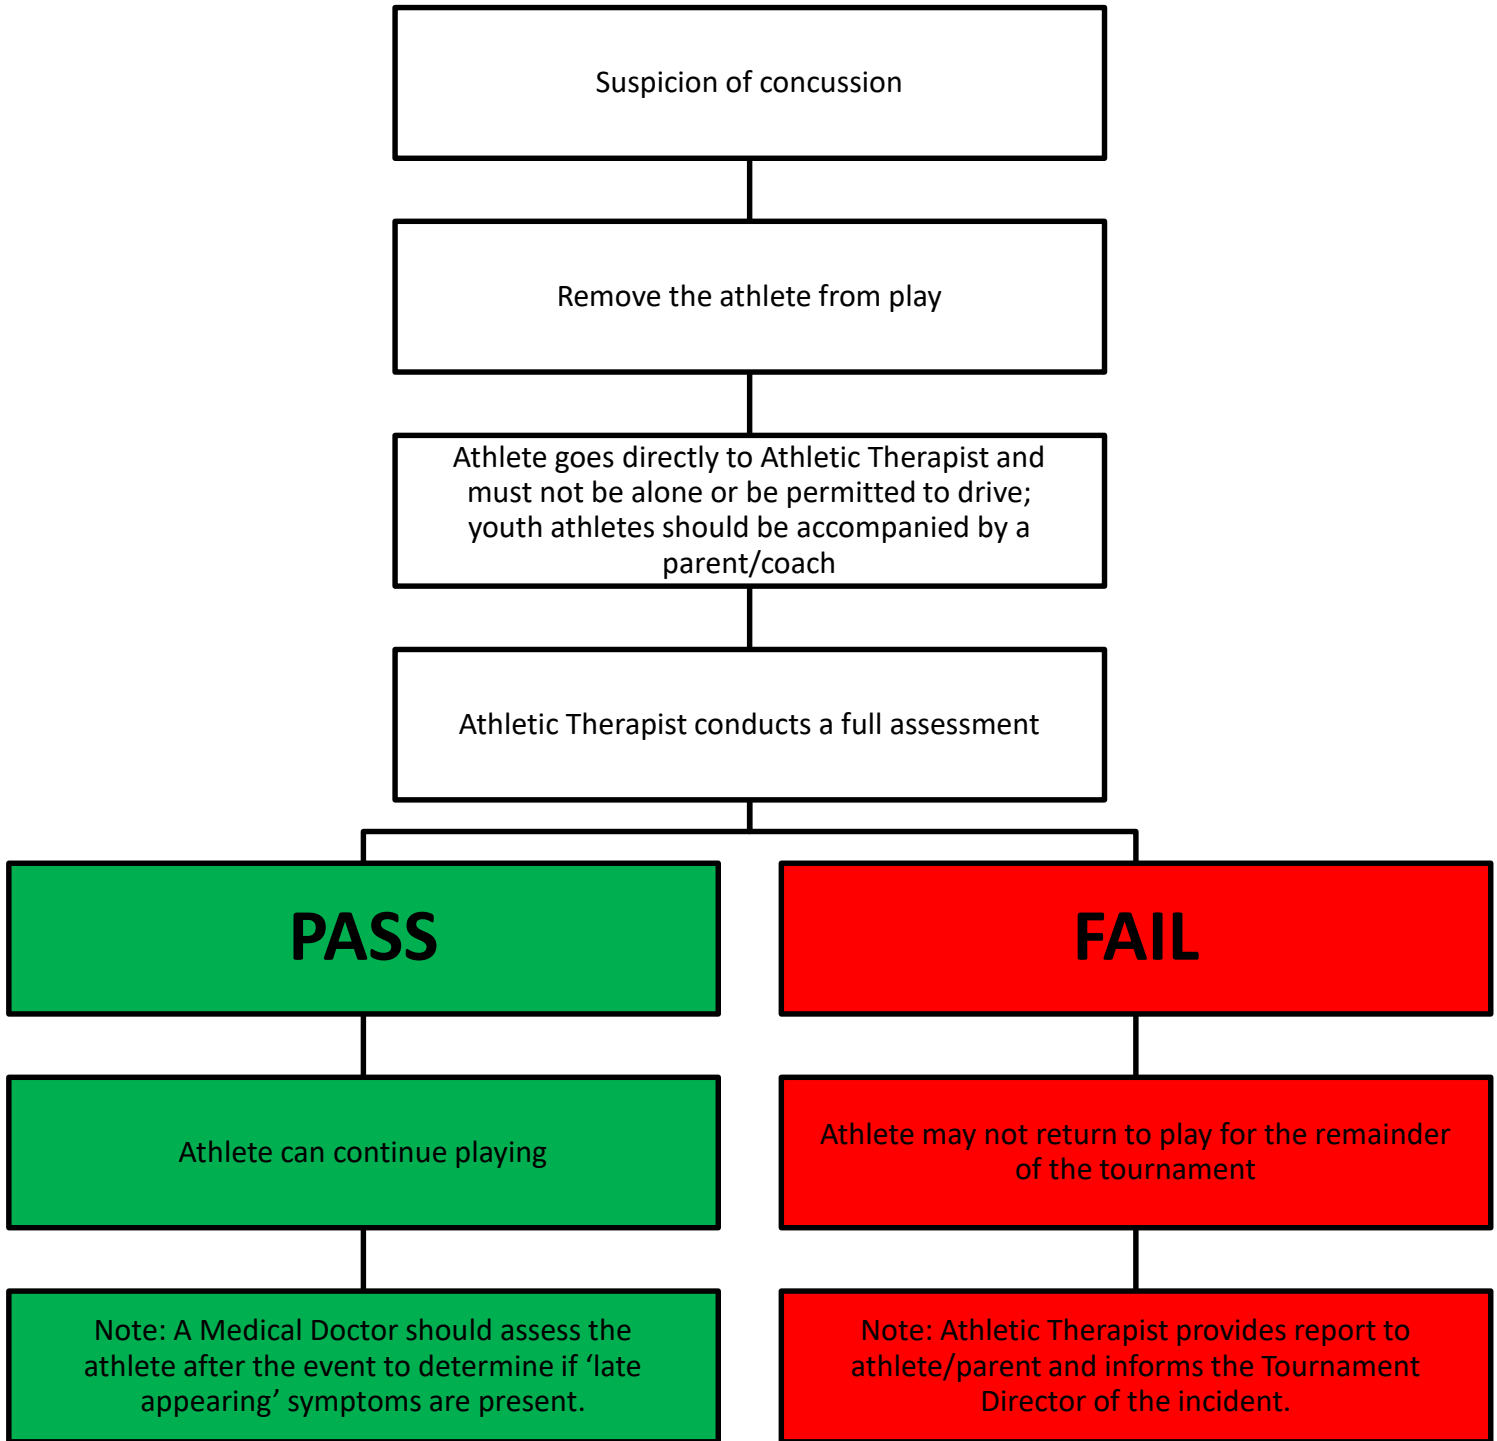 Suspicion of concussion
Remove the athlete from play
Athlete goes directly to Athletic Therapist and
must not be alone or be permitted to drive;
youth athletes should be accompanied by a
parent/coach
Athletic Therapist conducts a full assessment
PASS
Athlete can continue playing
Note: A Medical Doctor should assess the
athlete after the event to determine if ‘late
appearing’ symptoms are present.
FAIL
Athlete may not return to play for the remainder
of the tournament
Note: Athletic Therapist provides report to
athlete/parent and informs the Tournament
Director of the incident.